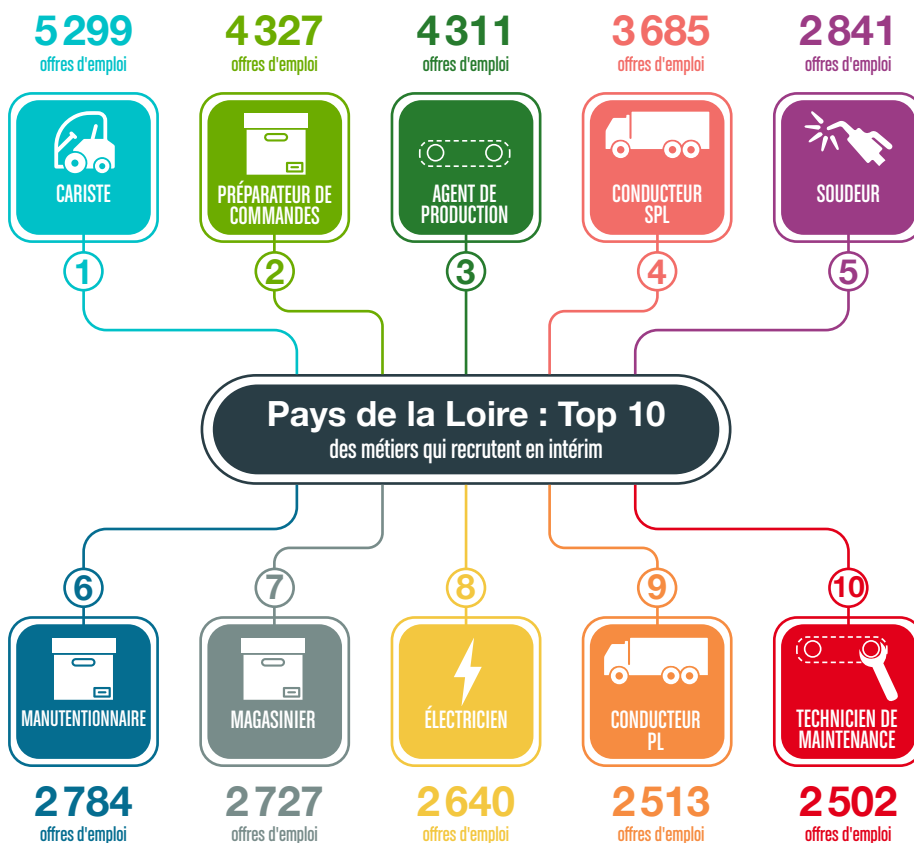 5 299
offres d'emploi
CARISTE
1
4 327
offres d'emploi
PRÉPARATEUR DE
COMMANDES
2
4 311
offres d'emploi
AGENT DE
PRODUCTION
3
3 685
offres d'emploi
CONDUCTEUR
SPL
4
2 841
offres d'emploi
SOUDEUR
5
Pays de la Loire : Top 10
des métiers qui recrutent en intérim
6
MANUTENTIONNAIRE
2 784
offres d'emploi
7
MAGASINIER
2 727
offres d'emploi
8
ÉLECTRICIEN
2 640
offres d'emploi
9
CONDUCTEUR
PL
2 513
offres d'emploi
10
TECHNICIEN DE
MAINTENANCE
2 502
offres d'emploi